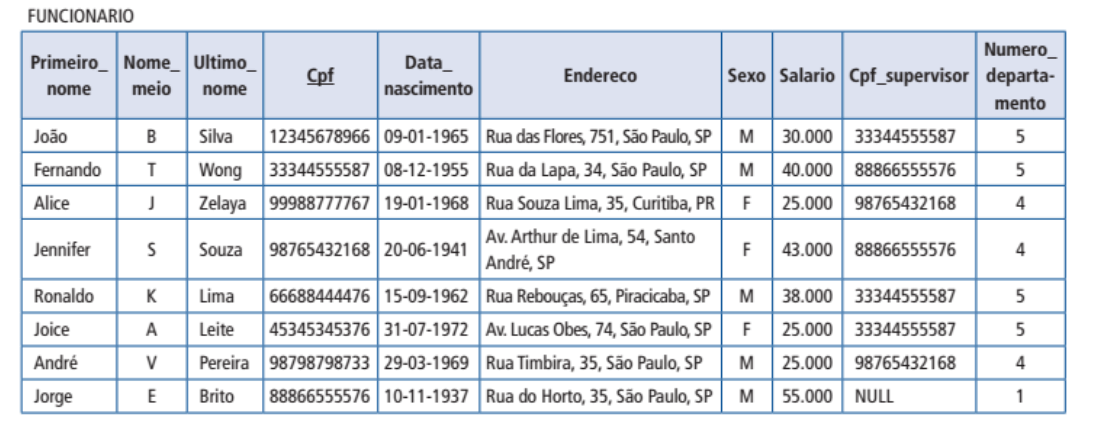 FUNCIONARIO
Primeiro_ nome Nome_ meio Ultimo_ nome Cpf Data_ nascimento Endereco Sexo Salario Cpf_supervisor Numero_ departa- mento
João B Silva 12345678966 09-01-1965 Rua das Flores, 751, São Paulo, SP M 30.000 33344555587 5
Fernando T Wong 33344555587 08-12-1955 Rua da Lapa, 34, São Paulo, SP M 40.000 88866555576 5
Alice J Zelaya 99988777767 19-01-1968 Rua Souza Lima, 35, Curitiba, PR F 25.000 98765432168 4
Jennifer S Souza 98765432168 20-06-1941 Av. Arthur de Lima, 54, Santo André, SP F 43.000 88866555576 4
Ronaldo K Lima 66688444476 15-09-1962 Rua Rebouças, 65, Piracicaba, SP M 38.000 33344555587 5
Joice A Leite 45345345376 31-07-1972 Av. Lucas Obes, 74, São Paulo, SP F 25.000 33344555587 5
André V Pereira 98798798733 29-03-1969 Rua Timbira, 35, São Paulo, SP M 25.000 98765432168 4
Jorge E Brito 88866555576 10-11-1937 Rua do Horto, 35, São Paulo, SP M 55.000 NULL 1